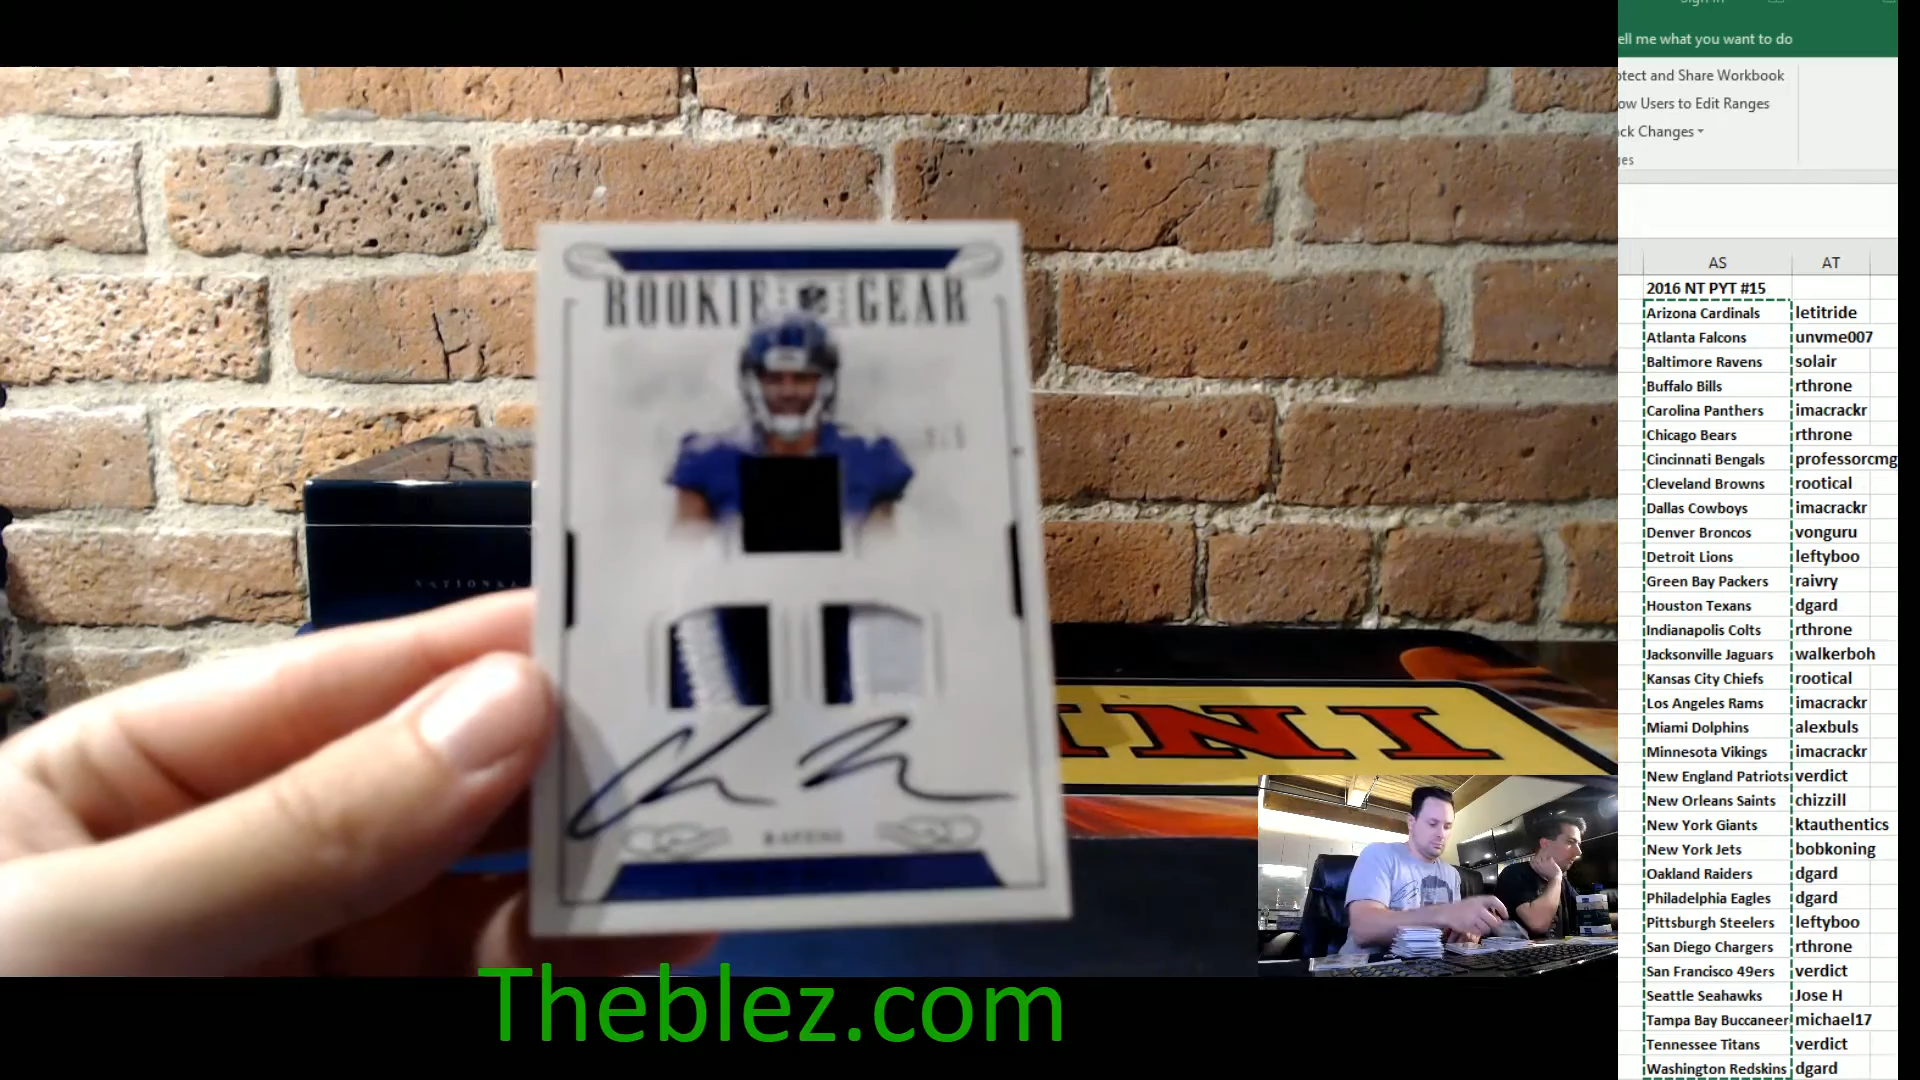 Sign in
ell me what you want to do
otect and Share Workbook
ow Users to Edit Ranges
ck Changes
ges
AS AT
2016 NT PYT #15
Arizona Cardinals letitride
Atlanta Falcons unvme007
Baltimore Ravens solair
Buffalo Bills rthrone
Carolina Panthers imacrackr
Chicago Bears rthrone
Cincinnati Bengals professorcmg
Cleveland Browns rootical
Dallas Cowboys imacrackr
Denver Broncos vonguru
Detroit Lions leftyboo
Green Bay Packers raivry
Houston Texans dgard
Indianapolis Colts rthrone
Jacksonville Jaguars walkerboh
Kansas City Chiefs rootical
Los Angeles Rams imacrackr
Miami Dolphins alexbuls
Minnesota Vikings imacrackr
New England Patriots verdict
New Orleans Saints chizzill
New York Giants ktauthentics
New York Jets bobkoning
Oakland Raiders dgard
Philadelphia Eagles dgard
Pittsburgh Steelers leftyboo
San Diego Chargers rthrone
San Francisco 49ers verdict
Seattle Seahawks Jose H
Tampa Bay Buccaneer michael17
Tennessee Titans verdict
Washington Redskins dgard
ROOKIE GEAR
NATIONAL
RAVENS
INI
Theblez.com